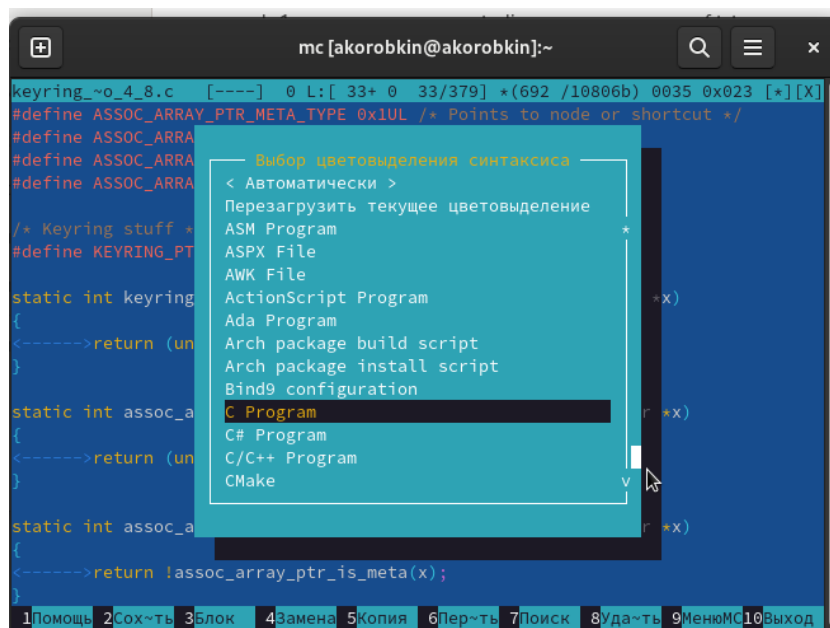 mc [akorobkin@akorobkin]:~
keyring_~o_4_8.c [----] 0 L:[ 33+ 0 33/379] *(692 /10806b) 0035 0x023 [*][X]
#define ASSOC_ARRAY_PTR_META_TYPE 0x1UL /* Points to node or shortcut */
#define ASSOC_ARRA
#define ASSOC_ARRA
#define ASSOC_ARRA
Выбор цветовыделения синтаксиса
< Автоматически >
Перезагрузить текущее цветовыделение
/* Keyring stuff *
ASM Program
#define KEYRING_PT
ASPX File
AWK File
static int keyring
ActionScript Program
*x)
{
Ada Program
<------>return (un
Arch package build script
}
Arch package install script
Bind9 configuration
static int assoc_a
C Program
r *x)
{
C# Program
<------>return (un
C/C++ Program
}
CMake
static int assoc_a
r *x)
{
<------>return !assoc_array_ptr_is_meta(x);
}
1Помощь 2Сох~ть 3Блок 4Замена 5Копия 6Пер~ть 7Поиск 8Уда~ть 9МенюMC10Выход